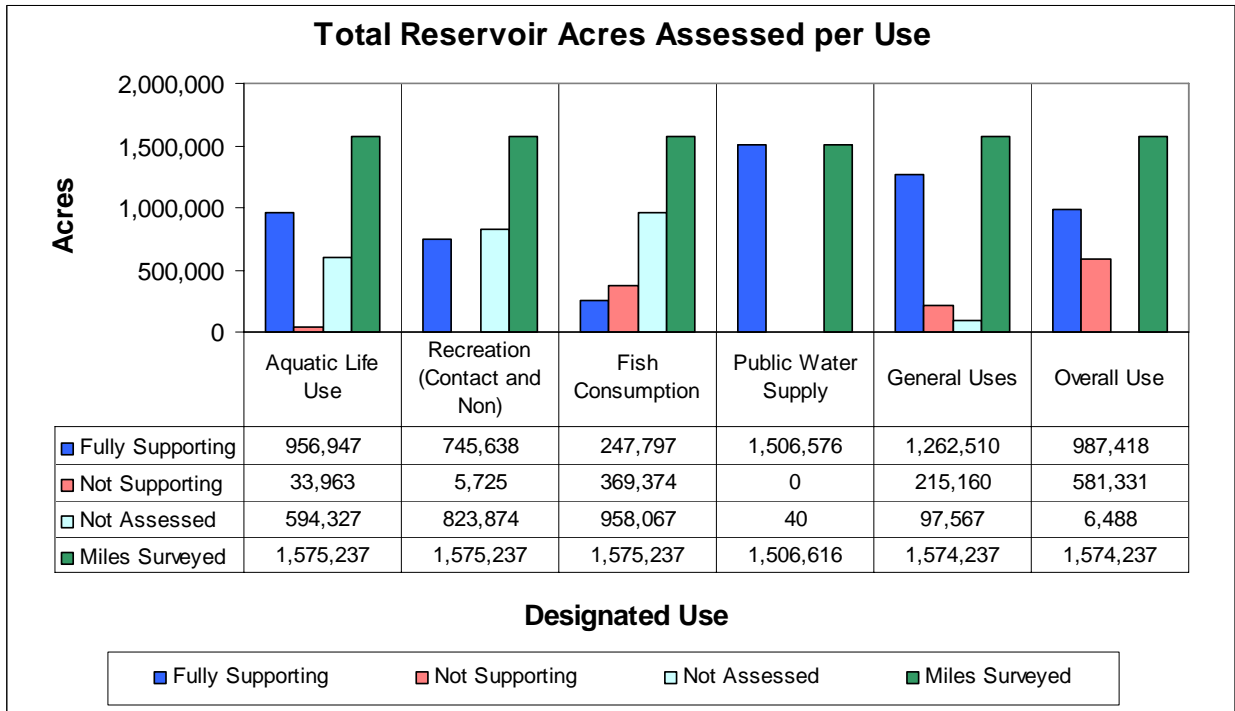 Total Reservoir Acres Assessed per Use
2,000,000
1,500,000
1,000,000
500,000
0
Acres
Aquatic Life
Use
Recreation
(Contact and
Non)
Fish
Consumption
Public Water
Supply
General Uses
Overall Use
Fully Supporting 956,947 745,638 247,797 1,506,576 1,262,510 987,418
Not Supporting 33,963 5,725 369,374 0 215,160 581,331
Not Assessed 594,327 823,874 958,067 40 97,567 6,488
Miles Surveyed 1,575,237 1,575,237 1,575,237 1,506,616 1,574,237 1,574,237
Designated Use
Fully Supporting Not Supporting Not Assessed Miles Surveyed